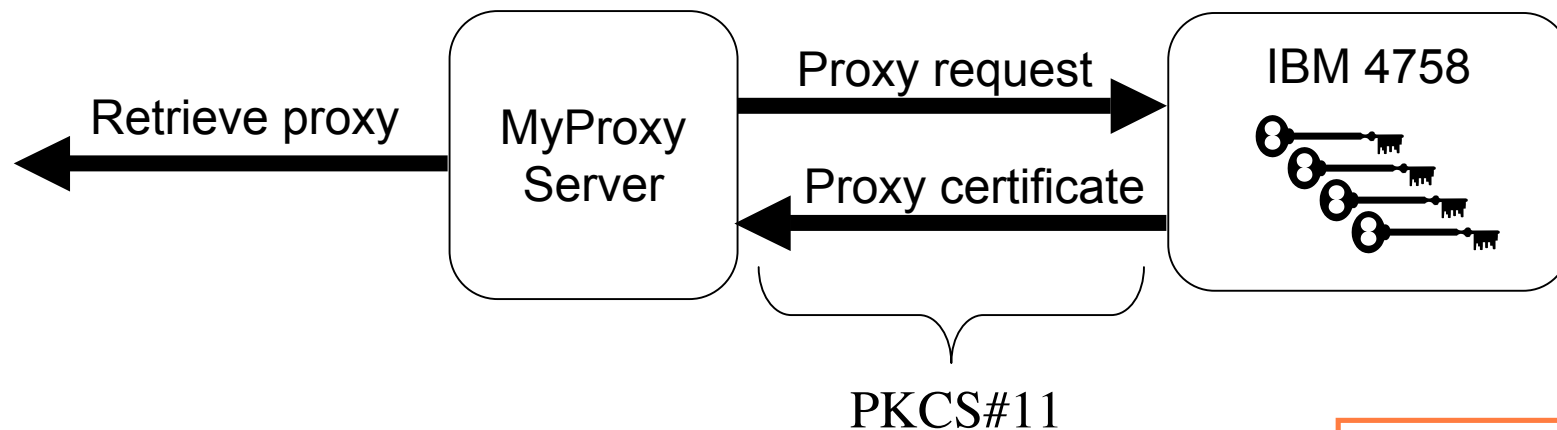 Retrieve proxy
MyProxy
Server
Proxy request
Proxy certificate
IBM 4758
PKCS#11